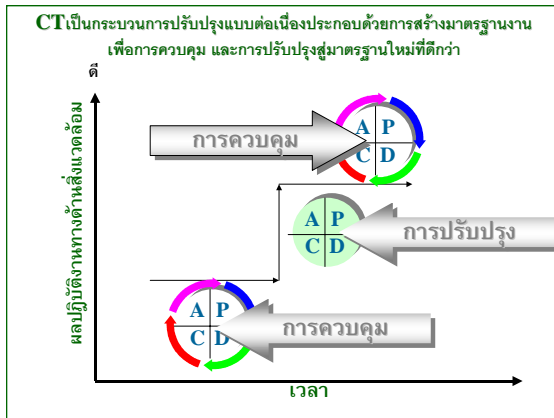 CTเป็นกระบวนการปรับปรุงแบบต่อเนื่องประกอบด้วยการสร้างมาตรฐานงาน
เพื่อการควบคุม และการปรับปรุงสู่มาตรฐานใหม่ที่ดีกว่า
ดี
ผลปฏิบัติงานทางด้านสิ่งแวดล้อม
การควบคุม
A P
C D
A P
C D
การปรับปรุง
A P
C D
การควบคุม
เวลา